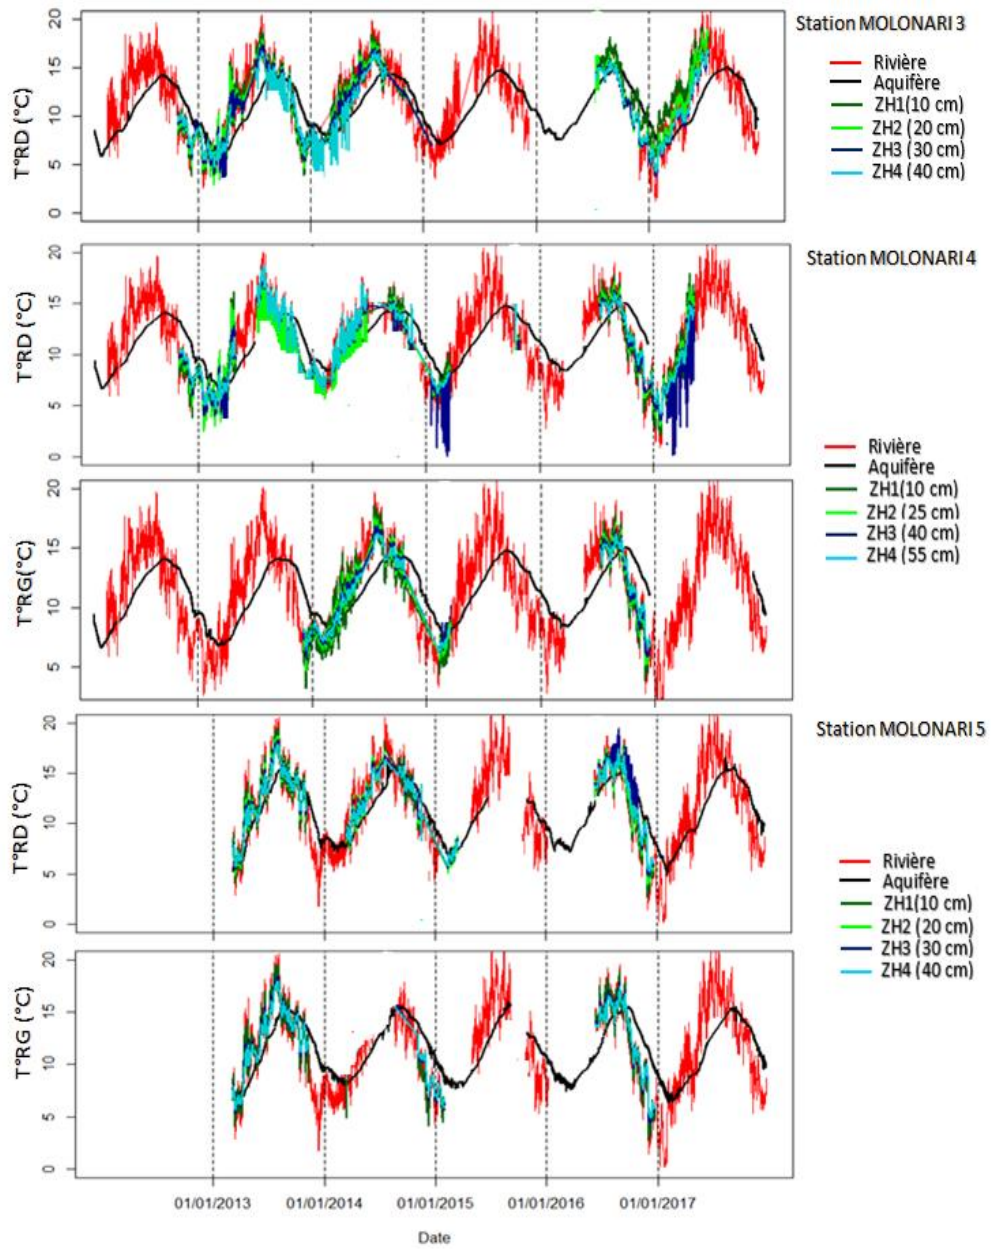 Station MOLONARI 3
T°RD (°C)
20
15
10
5
0
Rivière
Aquifère
ZH1(10 cm)
ZH2 (20 cm)
ZH3 (30 cm)
ZH4 (40 cm)
Station MOLONARI 4
T°RD (°C)
20
15
10
5
0
Rivière
Aquifère
ZH1(10 cm)
ZH2 (25 cm)
ZH3 (40 cm)
ZH4 (55 cm)
T°RG(°C)
20
15
10
5
Station MOLONARI 5
T°RD (°C)
20
15
10
5
0
Rivière
Aquifère
ZH1(10 cm)
ZH2 (20 cm)
ZH3 (30 cm)
ZH4 (40 cm)
T°RG (°C)
20
15
10
5
0
01/01/2013 01/01/2014 01/01/2015 01/01/2016 01/01/2017
Date